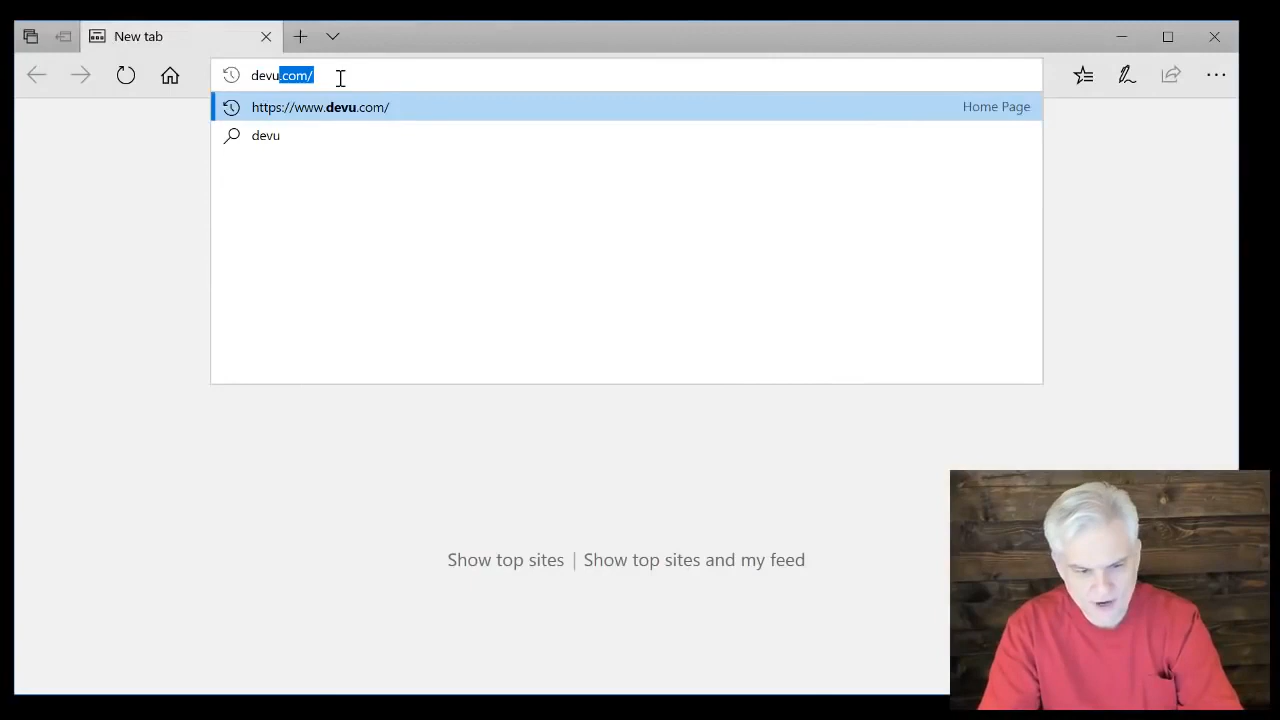 New tab
devu.com/
https://www.devu.com/ Home Page
devu
Show top sites | Show top sites and my feed